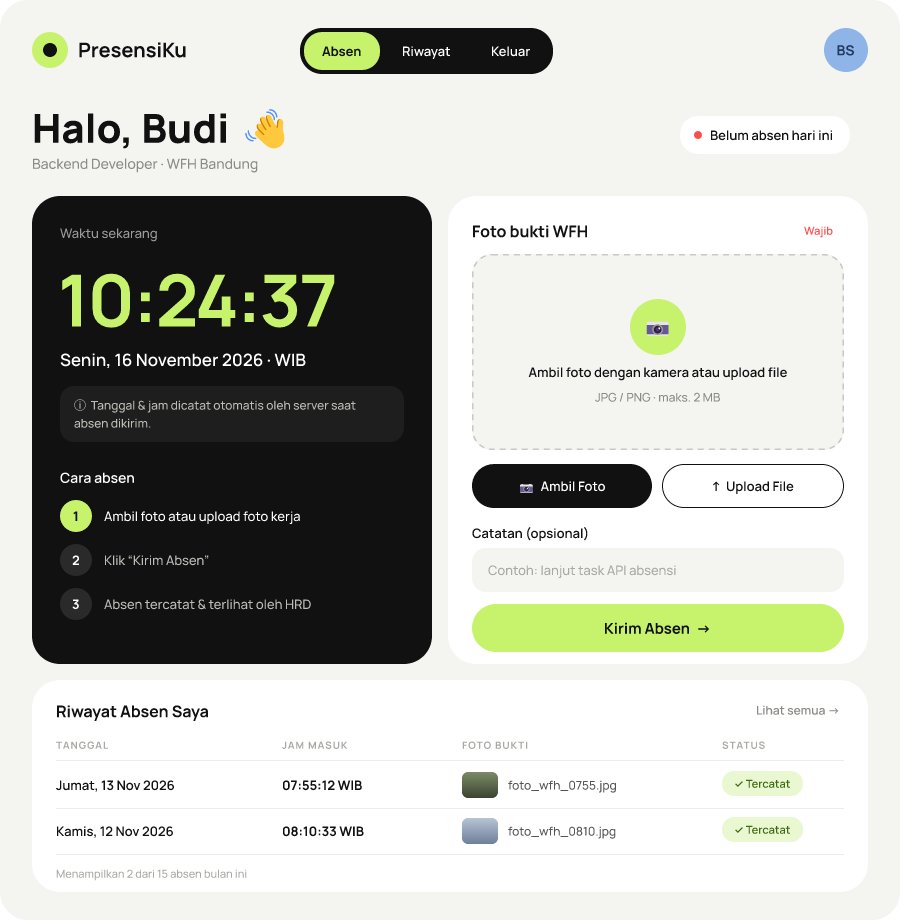 PresensiKu
Absen
Riwayat
Keluar
BS
Halo, Budi 👋
Backend Developer · WFH Bandung
Belum absen hari ini
Waktu sekarang
10:24:37
Senin, 16 November 2026 · WIB
ⓘ Tanggal & jam dicatat otomatis oleh server saat
absen dikirim.
Cara absen
1 Ambil foto atau upload foto kerja
2 Klik “Kirim Absen”
3 Absen tercatat & terlihat oleh HRD
Foto bukti WFH
Wajib
Ambil foto dengan kamera atau upload file
JPG / PNG · maks. 2 MB
📷 Ambil Foto
↑ Upload File
Catatan (opsional)
Contoh: lanjut task API absensi
Kirim Absen →
Riwayat Absen Saya
Lihat semua →
TANGGAL JAM MASUK FOTO BUKTI STATUS
Jumat, 13 Nov 2026 07:55:12 WIB foto_wfh_0755.jpg ✓ Tercatat
Kamis, 12 Nov 2026 08:10:33 WIB foto_wfh_0810.jpg ✓ Tercatat
Menampilkan 2 dari 15 absen bulan ini